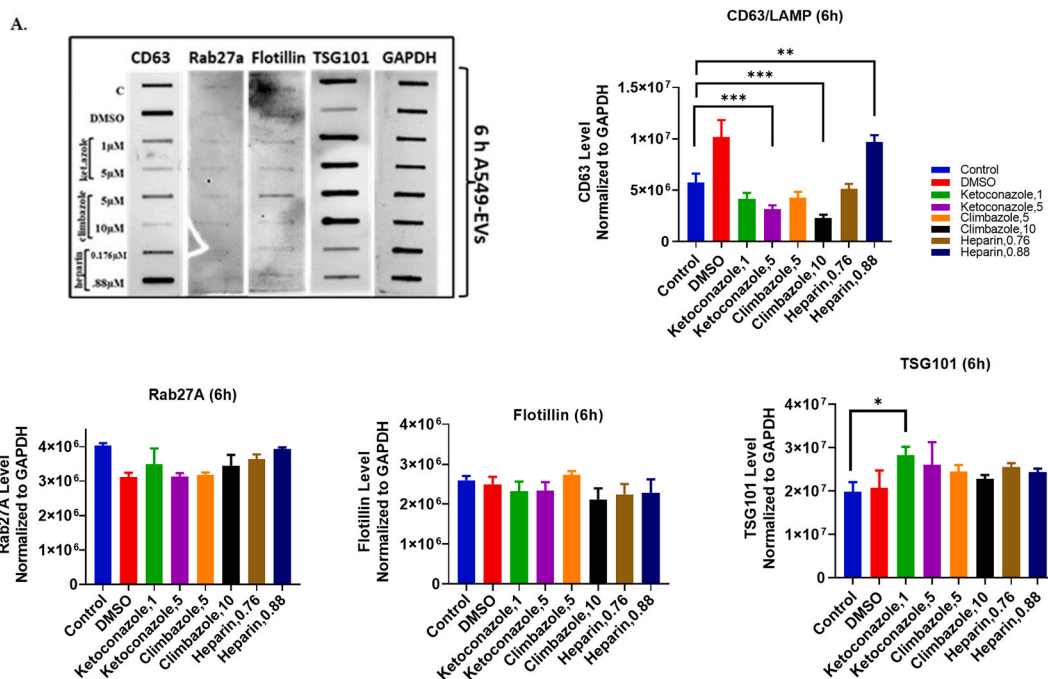 A.
CD63 Rab27a Flotillin TSG101 GAPDH
C
DMSO
1µM
5µM
ket.azole
5µM
10µM
climbazole
0.176µM
.88µM
heparin
6 h A549-EVs
CD63/LAMP (6h)
CD63 Level
Normalized to GAPDH
1.5×10⁷
1×10⁷
5×10⁶
0
**
***
***
Control
DMSO
Ketoconazole,1
Ketoconazole,5
Climbazole,5
Climbazole,10
Heparin,0.76
Heparin,0.88
Control
DMSO
Ketoconazole,1
Ketoconazole,5
Climbazole,5
Climbazole,10
Heparin,0.76
Heparin,0.88
Rab27A (6h)
Rab27A Level
Normalized to GAPDH
4×10⁶
3×10⁶
2×10⁶
1×10⁶
0
Control
DMSO
Ketoconazole,1
Ketoconazole,5
Climbazole,5
Climbazole,10
Heparin,0.76
Heparin,0.88
Flotillin (6h)
Flotillin Level
Normalized to GAPDH
4×10⁶
3×10⁶
2×10⁶
1×10⁶
0
Control
DMSO
Ketoconazole,1
Ketoconazole,5
Climbazole,5
Climbazole,10
Heparin,0.76
Heparin,0.88
TSG101 (6h)
TSG101 Level
Normalized to GAPDH
4×10⁷
3×10⁷
2×10⁷
1×10⁷
0
*
Control
DMSO
Ketoconazole,1
Ketoconazole,5
Climbazole,5
Climbazole,10
Heparin,0.76
Heparin,0.88